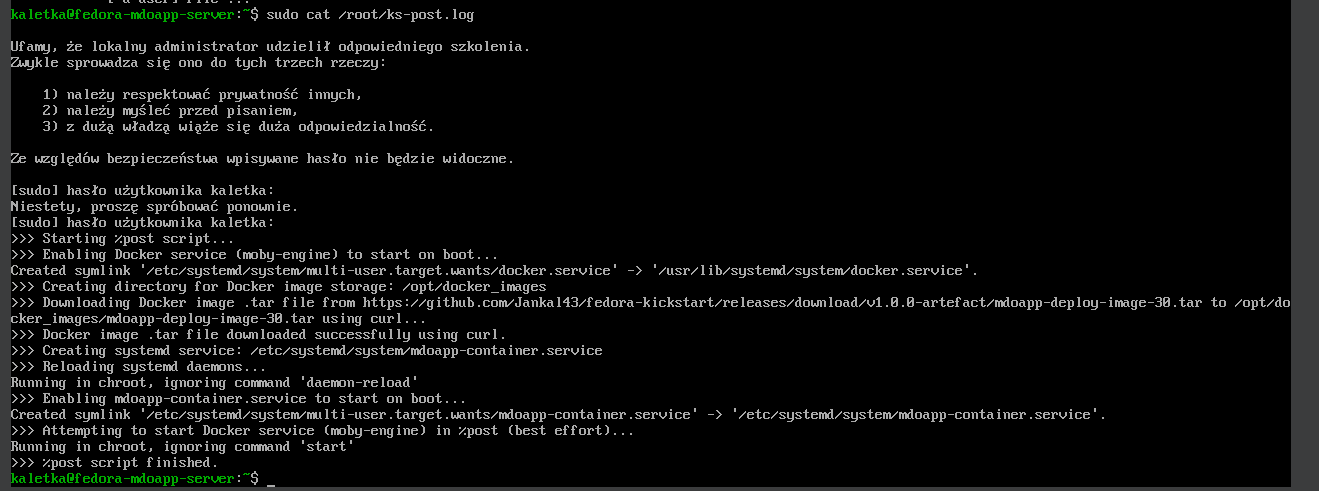 kaletka@fedora-mdoapp-server:~$ sudo cat /root/ks-post.log
Ufamy, że lokalny administrator udzielił odpowiedniego szkolenia.
Zwykle sprowadza się ono do tych trzech rzeczy:
1) należy respektować prywatność innych,
2) należy myśleć przed pisaniem,
3) z dużą władzą wiąże się duża odpowiedzialność.
Ze względów bezpieczeństwa wpisywane hasło nie będzie widoczne.
[sudo] hasło użytkownika kaletka:
Niestety, proszę spróbować ponownie.
[sudo] hasło użytkownika kaletka:
>>> Starting %post script...
>>> Enabling Docker service (moby-engine) to start on boot...
Created symlink '/etc/systemd/system/multi-user.target.wants/docker.service' -> '/usr/lib/systemd/system/docker.service'.
>>> Creating directory for Docker image storage: /opt/docker_images
>>> Downloading Docker image .tar file from https://github.com/Jankal43/fedora-kickstart/releases/download/v1.0.0-artefact/mdoapp-deploy-image-30.tar to /opt/do
cker_images/mdoapp-deploy-image-30.tar using curl...
>>> Docker image .tar file downloaded successfully using curl.
>>> Creating systemd service: /etc/systemd/system/mdoapp-container.service
>>> Reloading systemd daemons...
Running in chroot, ignoring command 'daemon-reload'
>>> Enabling mdoapp-container.service to start on boot...
Created symlink '/etc/systemd/system/multi-user.target.wants/mdoapp-container.service' -> '/etc/systemd/system/mdoapp-container.service'.
>>> Attempting to start Docker service (moby-engine) in %post (best effort)...
Running in chroot, ignoring command 'start'
>>> %post script finished.
kaletka@fedora-mdoapp-server:~$ _